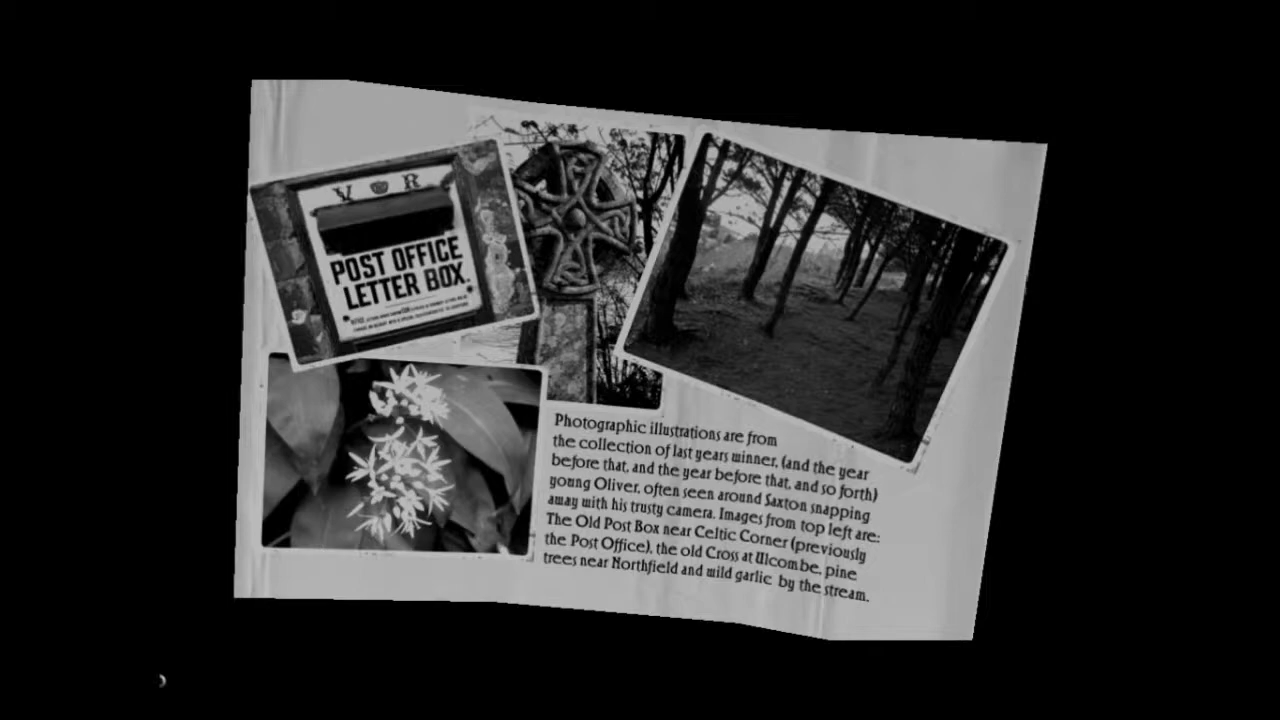 V R
POST OFFICE
LETTER BOX.
Photographic illustrations are from
the collection of last years winner, (and the year
before that, and the year before that, and so forth)
young Oliver, often seen around Saxton snapping
away with his trusty camera. Images from top left are:
The Old Post Box near Celtic Corner (previously
the Post Office), the old Cross at Ulcombe, pine
trees near Northfield and wild garlic by the stream.